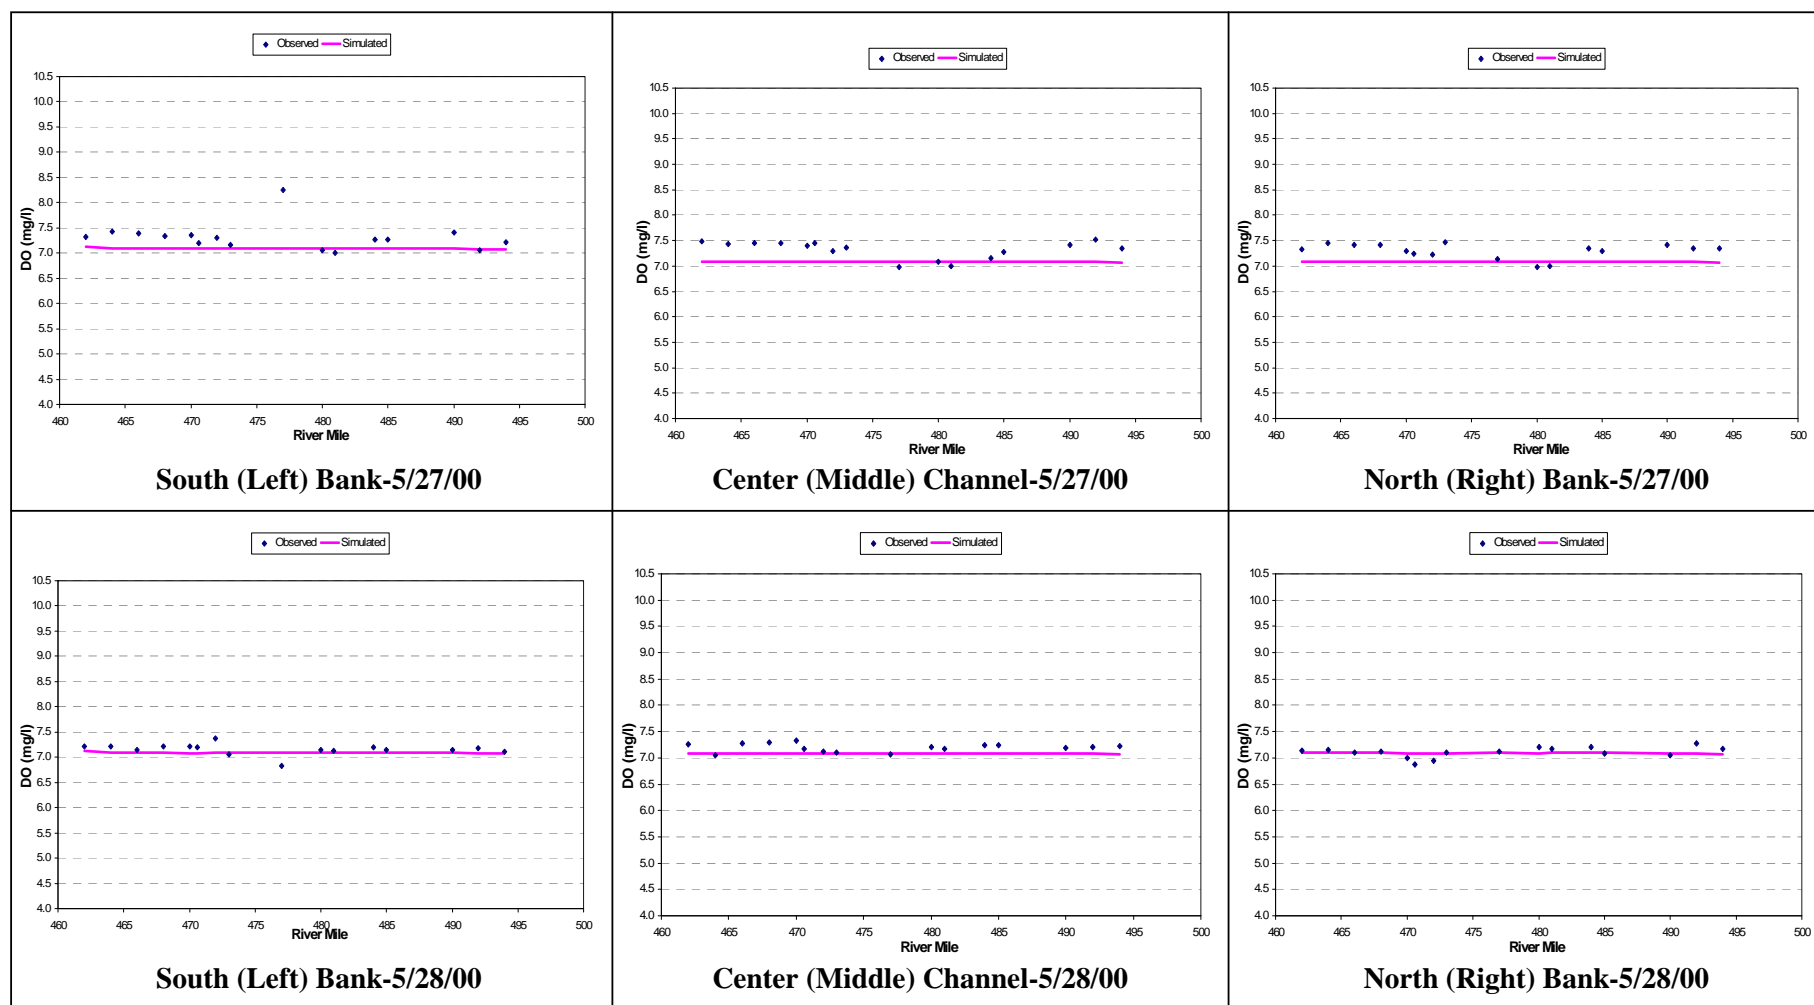 Observed Simulated
10.5
10.0
9.5
9.0
8.5
8.0
7.5
7.0
6.5
6.0
5.5
5.0
4.5
4.0
DO (mg/l)
460 465 470 475 480 485 490 495 500
River Mile
South (Left) Bank-5/27/00
Observed Simulated
10.5
10.0
9.5
9.0
8.5
8.0
7.5
7.0
6.5
6.0
5.5
5.0
4.5
4.0
DO (mg/l)
460 465 470 475 480 485 490 495 500
River Mile
Center (Middle) Channel-5/27/00
Observed Simulated
10.5
10.0
9.5
9.0
8.5
8.0
7.5
7.0
6.5
6.0
5.5
5.0
4.5
4.0
DO (mg/l)
460 465 470 475 480 485 490 495 500
River Mile
North (Right) Bank-5/27/00
Observed Simulated
10.5
10.0
9.5
9.0
8.5
8.0
7.5
7.0
6.5
6.0
5.5
5.0
4.5
4.0
DO (mg/l)
460 465 470 475 480 485 490 495 500
River Mile
South (Left) Bank-5/28/00
Observed Simulated
10.5
10.0
9.5
9.0
8.5
8.0
7.5
7.0
6.5
6.0
5.5
5.0
4.5
4.0
DO (mg/l)
460 465 470 475 480 485 490 495 500
River Mile
Center (Middle) Channel-5/28/00
Observed Simulated
10.5
10.0
9.5
9.0
8.5
8.0
7.5
7.0
6.5
6.0
5.5
5.0
4.5
4.0
DO (mg/l)
460 465 470 475 480 485 490 495 500
River Mile
North (Right) Bank-5/28/00